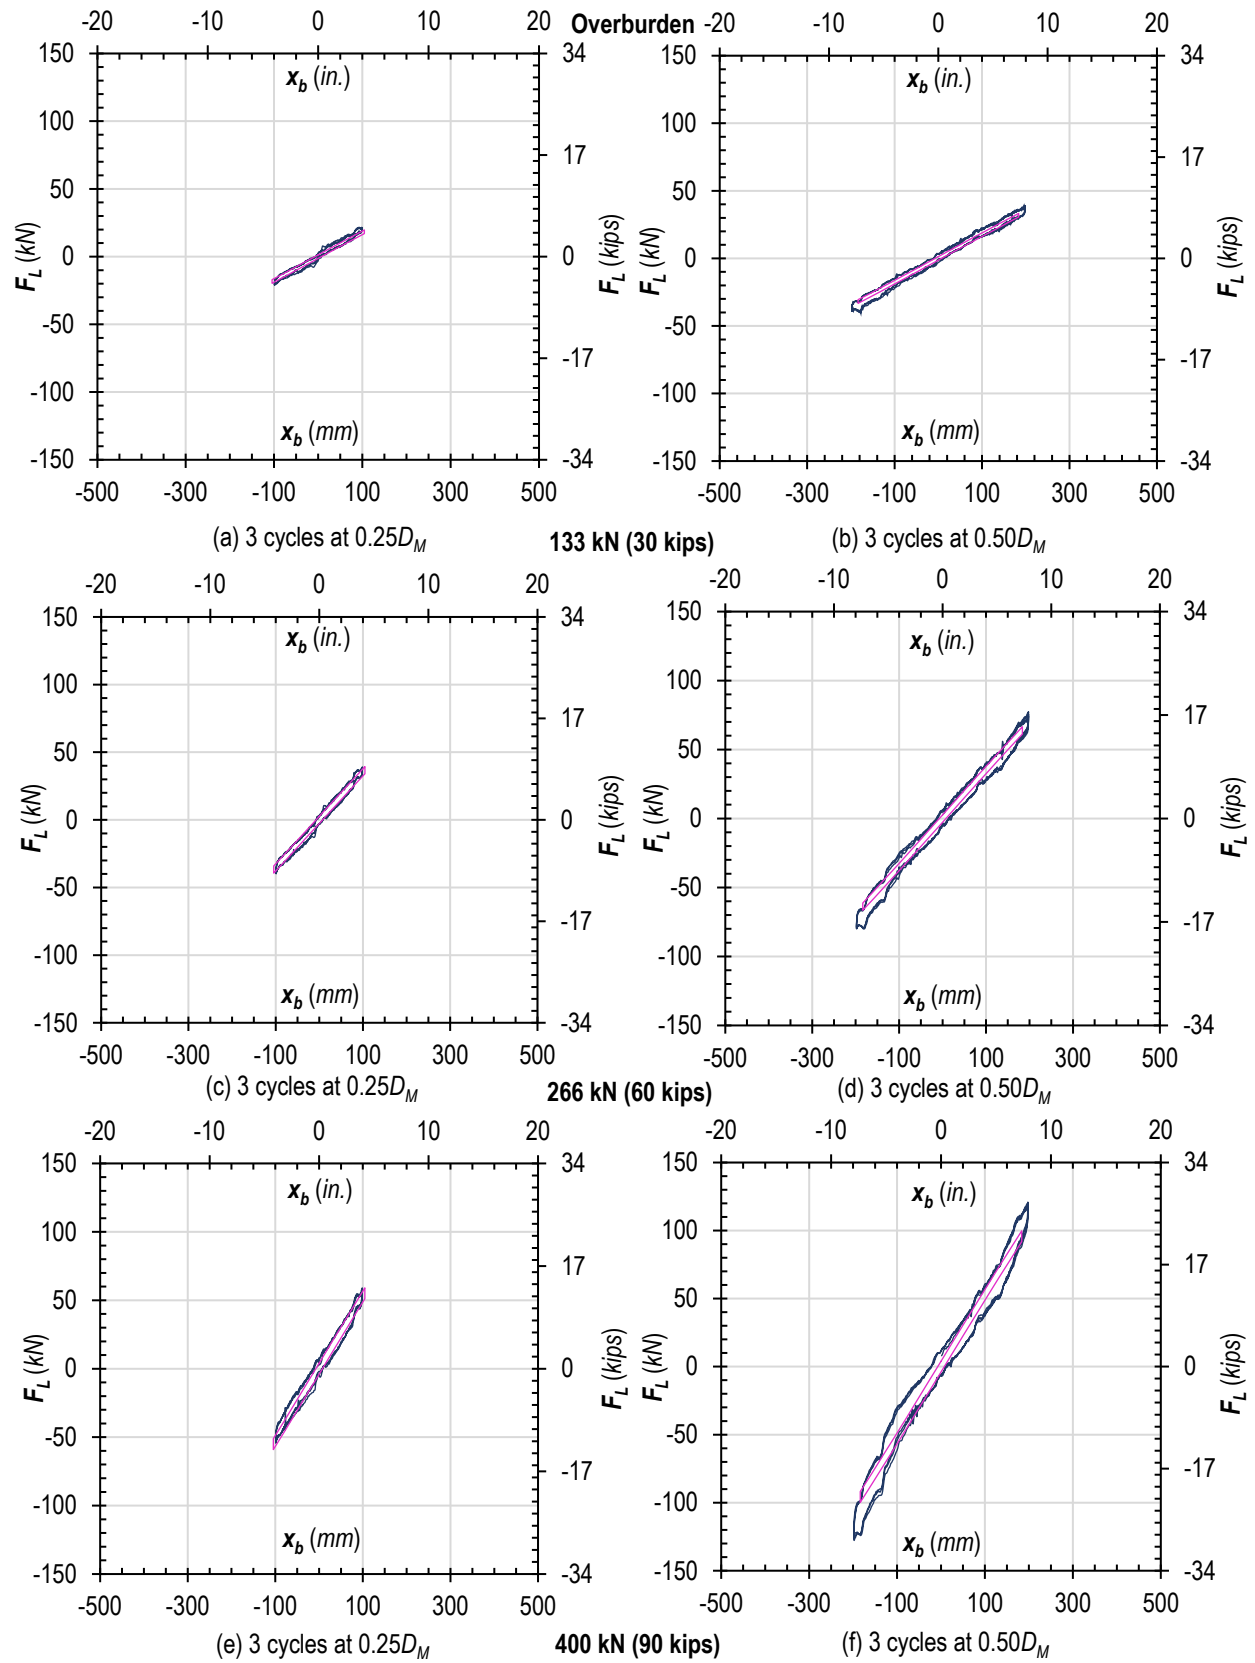 -20 -10 0 10 20
Overburden
-20 -10 0 10 20
150 100 50 0 -50 -100 -150
F_L (kN)
x_b (in.)
x_b (mm)
34 17 0 -17 -34
F_L (kips)
-500 -300 -100 100 300 500
150 100 50 0 -50 -100 -150
F_L (kN)
x_b (in.)
x_b (mm)
34 17 0 -17 -34
F_L (kips)
-500 -300 -100 100 300 500
(a) 3 cycles at 0.25D_M
133 kN (30 kips)
(b) 3 cycles at 0.50D_M
-20 -10 0 10 20
-20 -10 0 10 20
150 100 50 0 -50 -100 -150
F_L (kN)
x_b (in.)
x_b (mm)
34 17 0 -17 -34
F_L (kips)
-500 -300 -100 100 300 500
150 100 50 0 -50 -100 -150
F_L (kN)
x_b (in.)
x_b (mm)
34 17 0 -17 -34
F_L (kips)
-500 -300 -100 100 300 500
(c) 3 cycles at 0.25D_M
266 kN (60 kips)
(d) 3 cycles at 0.50D_M
-20 -10 0 10 20
-20 -10 0 10 20
150 100 50 0 -50 -100 -150
F_L (kN)
x_b (in.)
x_b (mm)
34 17 0 -17 -34
F_L (kips)
-500 -300 -100 100 300 500
150 100 50 0 -50 -100 -150
F_L (kN)
x_b (in.)
x_b (mm)
34 17 0 -17 -34
F_L (kips)
-500 -300 -100 100 300 500
(e) 3 cycles at 0.25D_M
400 kN (90 kips)
(f) 3 cycles at 0.50D_M